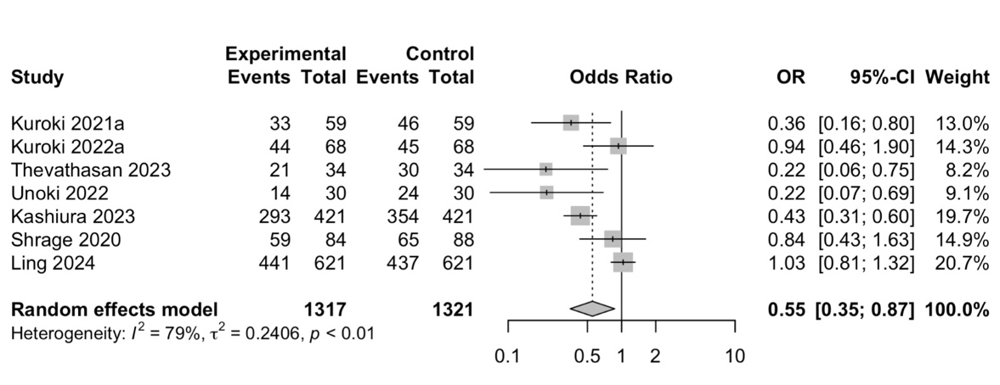 Experimental Control
Study Events Total Events Total Odds Ratio OR 95%-CI Weight
Kuroki 2021a 33 59 46 59 0.36 [0.16; 0.80] 13.0%
Kuroki 2022a 44 68 45 68 0.94 [0.46; 1.90] 14.3%
Thevathasan 2023 21 34 30 34 0.22 [0.06; 0.75] 8.2%
Unoki 2022 14 30 24 30 0.22 [0.07; 0.69] 9.1%
Kashiura 2023 293 421 354 421 0.43 [0.31; 0.60] 19.7%
Shrage 2020 59 84 65 88 0.84 [0.43; 1.63] 14.9%
Ling 2024 441 621 437 621 1.03 [0.81; 1.32] 20.7%
Random effects model 1317 1321 0.55 [0.35; 0.87] 100.0%
Heterogeneity: I² = 79%, τ² = 0.2406, p < 0.01
0.1 0.5 1 2 10